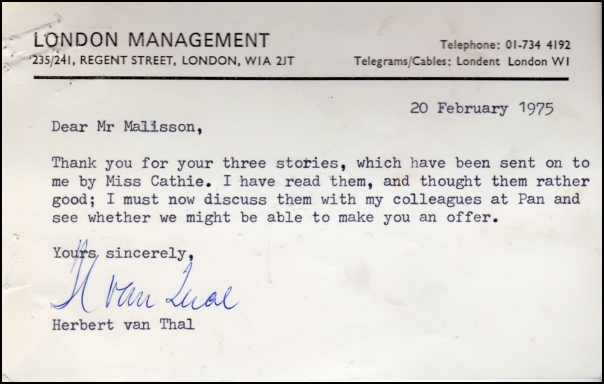 LONDON MANAGEMENT
235/241, REGENT STREET, LONDON, W1A 2JT
Telephone: 01-734 4192
Telegrams/Cables: Londent London W1
20 February 1975
Dear Mr Malisson,
Thank you for your three stories, which have been sent on to
me by Miss Cathie. I have read them, and thought them rather
good; I must now discuss them with my colleagues at Pan and
see whether we might be able to make you an offer.
Yours sincerely,
H van Thal
Herbert van Thal